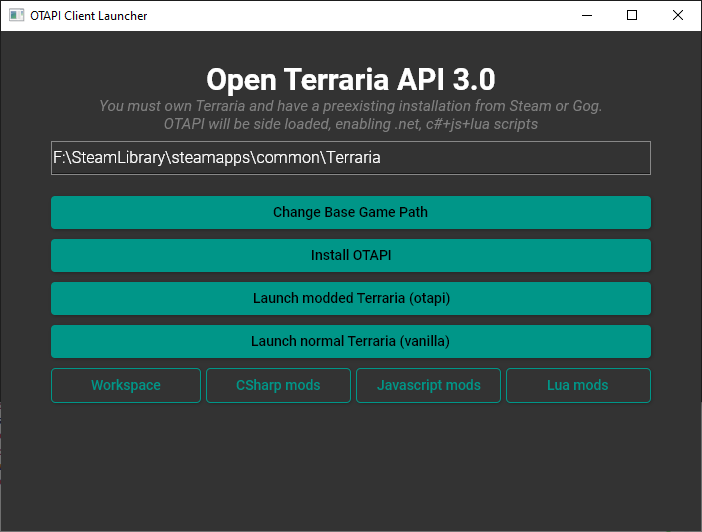 OTAPI Client Launcher
Open Terraria API 3.0
You must own Terraria and have a preexisting installation from Steam or Gog.
OTAPI will be side loaded, enabling .net, c#+js+lua scripts
F:\SteamLibrary\steamapps\common\Terraria
Change Base Game Path
Install OTAPI
Launch modded Terraria (otapi)
Launch normal Terraria (vanilla)
Workspace
CSharp mods
Javascript mods
Lua mods